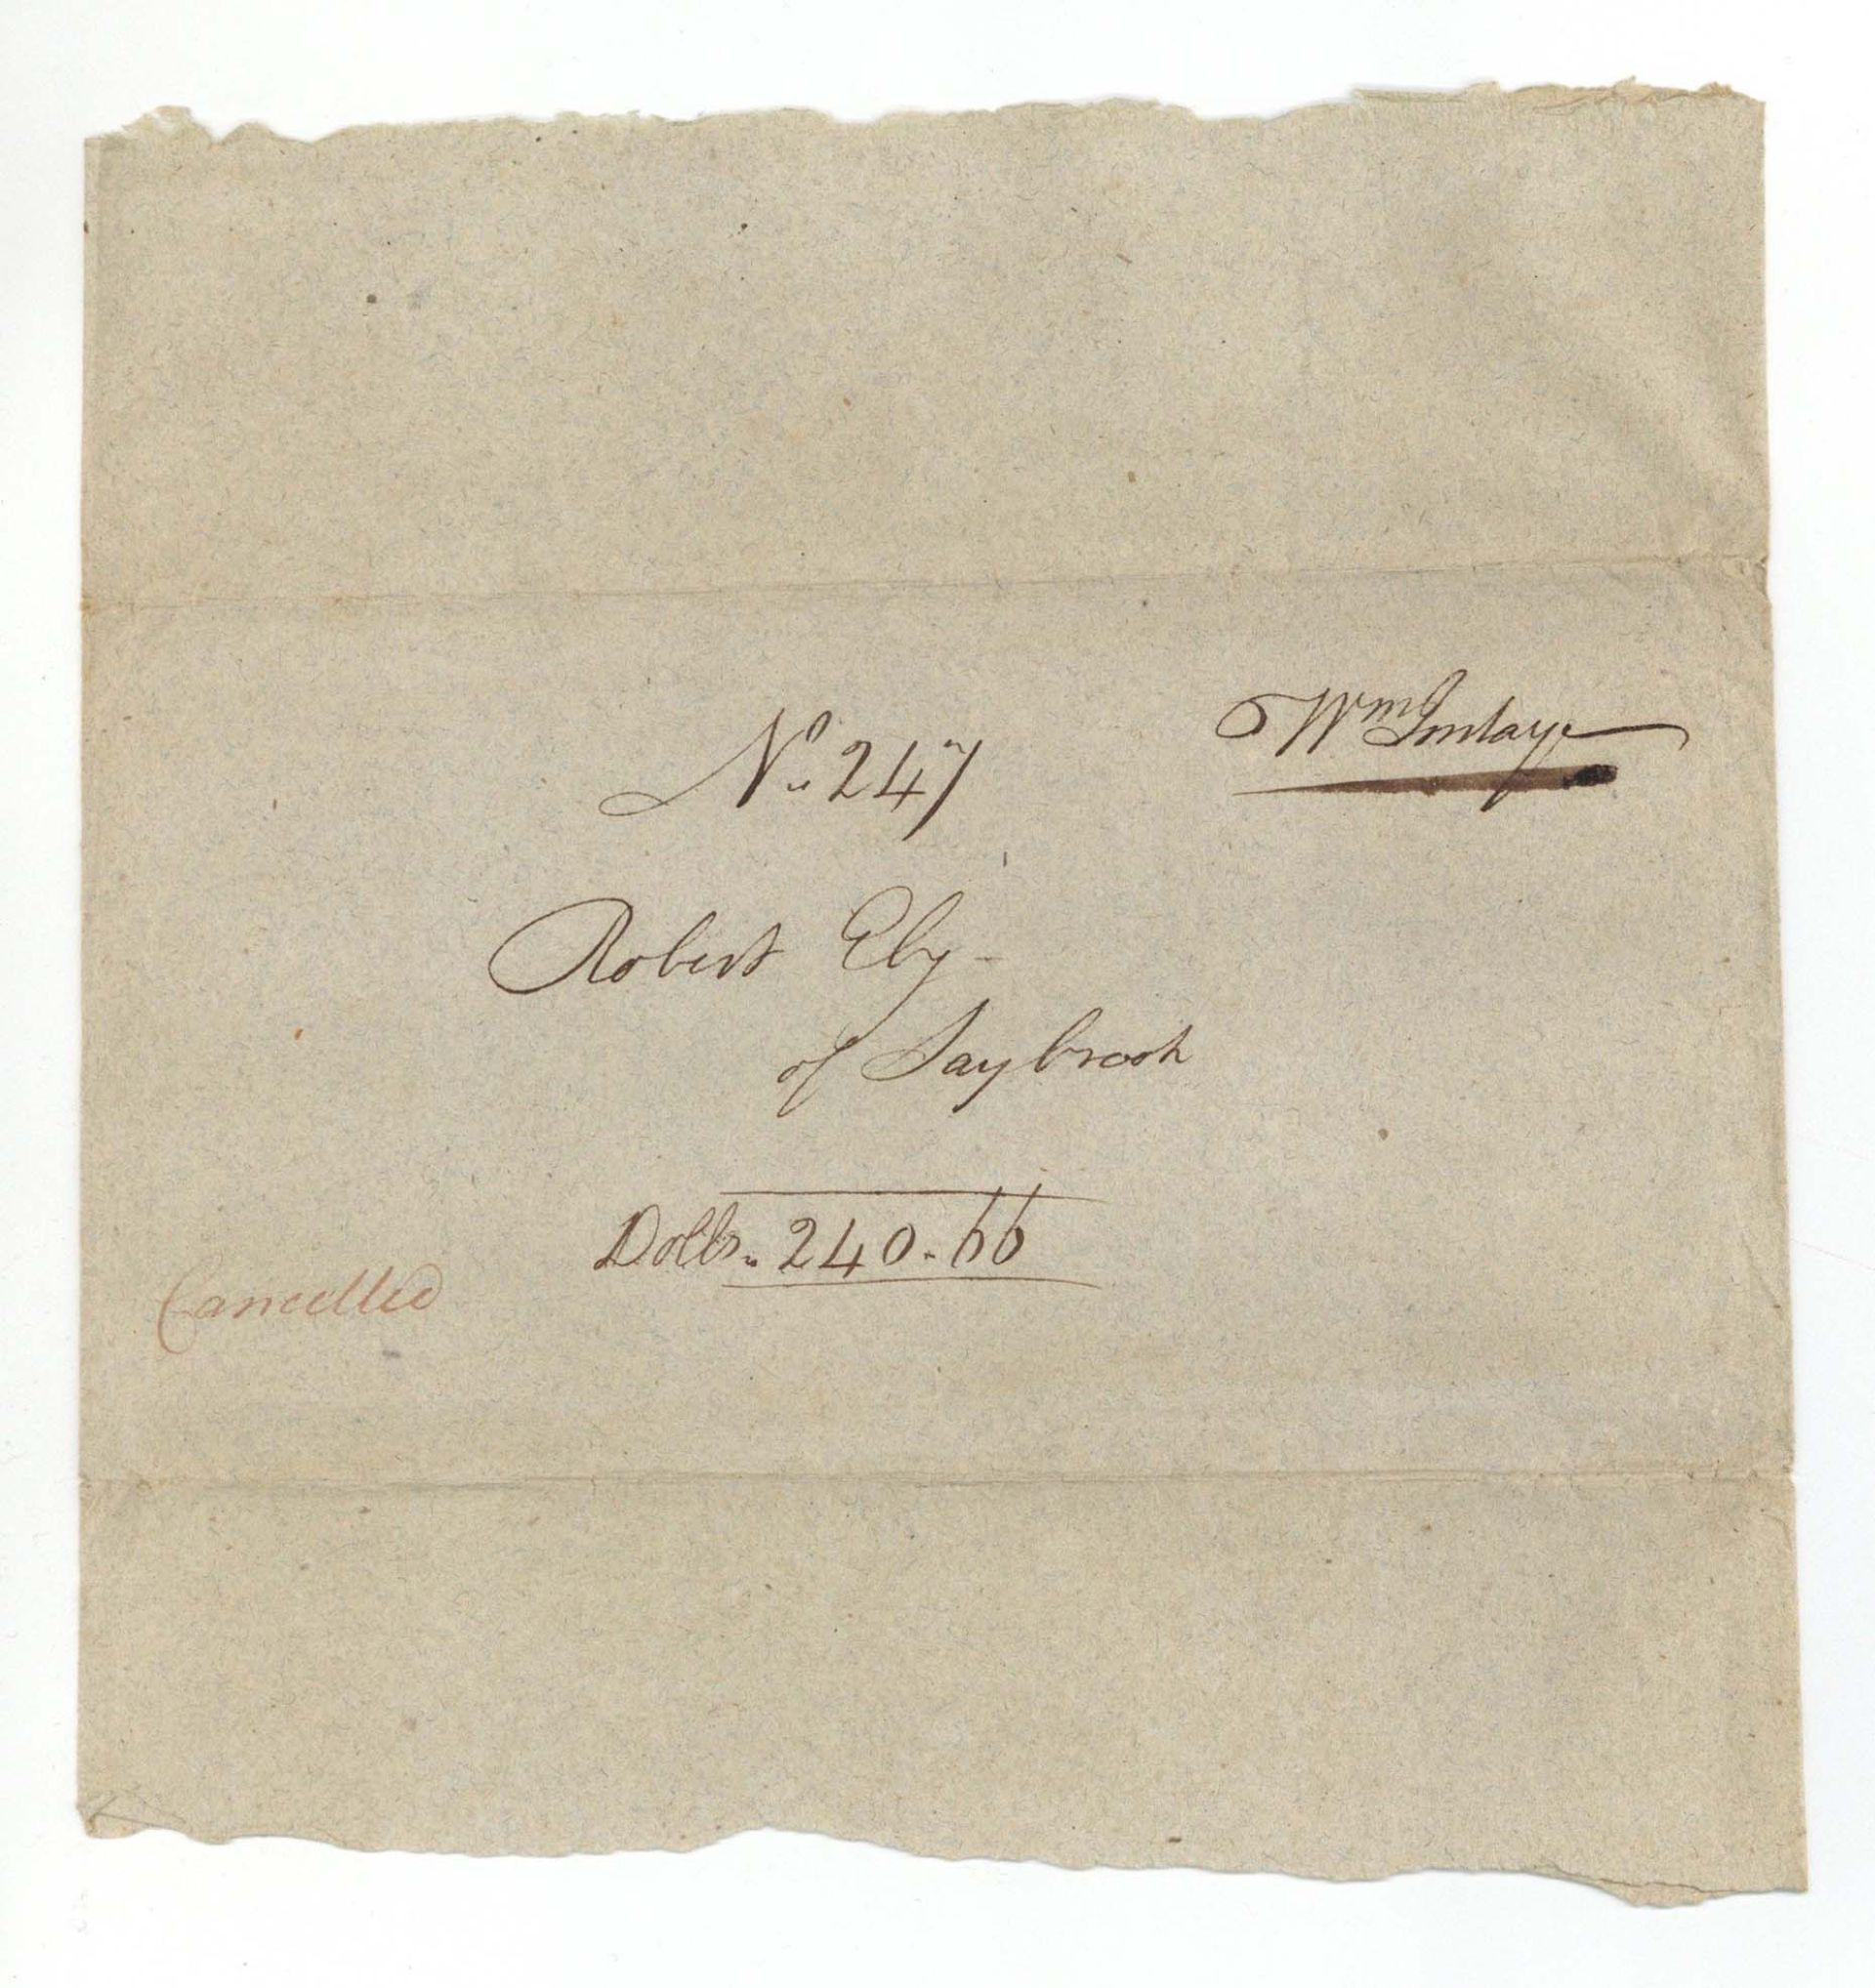 Wm Imlay
No. 247
Robert Ely -
of Saybrook
Dolls. 240.66
Cancelled